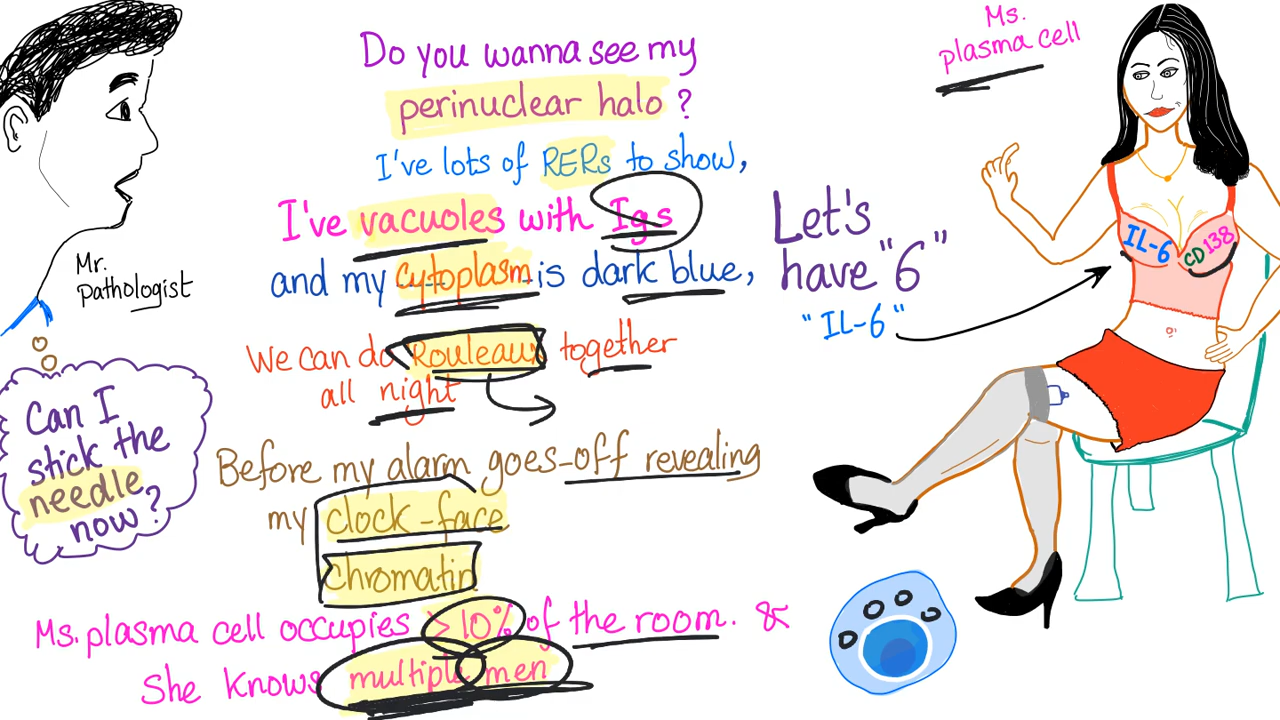 Ms.
plasma cell
Do you wanna see my
perinuclear halo ?
I've lots of RERs to show,
I've vacuoles with Igs
and my cytoplasm is dark blue,
We can do Rouleaux together
all night
Before my alarm goes-off revealing
my clock-face
chromatin
Ms. plasma cell occupies > 10% of the room. &
She knows multiple men
Mr.
Pathologist
Can I
stick the
needle
now?
Let's
have "6"
"IL-6"
IL-6
CD138